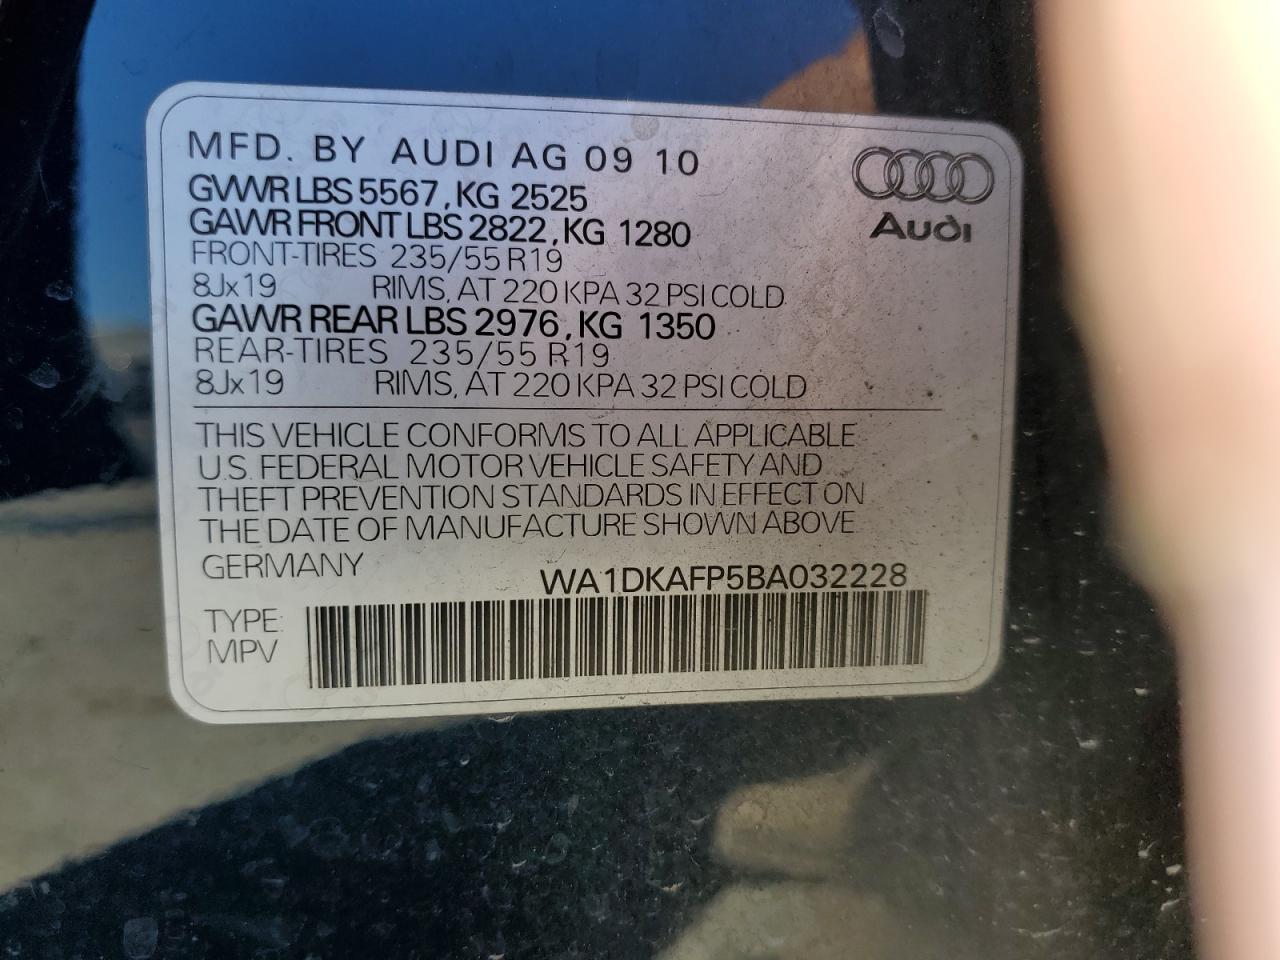 MFD. BY AUDI AG 09 10
GVWR LBS 5567, KG 2525
GAWR FRONT LBS 2822, KG 1280
FRONT-TIRES 235/55 R19
8Jx19 RIMS, AT 220 KPA 32 PSI COLD
GAWR REAR LBS 2976, KG 1350
REAR-TIRES 235/55 R19
8Jx19 RIMS, AT 220 KPA 32 PSI COLD
Audi
THIS VEHICLE CONFORMS TO ALL APPLICABLE
U.S. FEDERAL MOTOR VEHICLE SAFETY AND
THEFT PREVENTION STANDARDS IN EFFECT ON
THE DATE OF MANUFACTURE SHOWN ABOVE
GERMANY
WA1DKAFP5BA032228
TYPE:
MPV